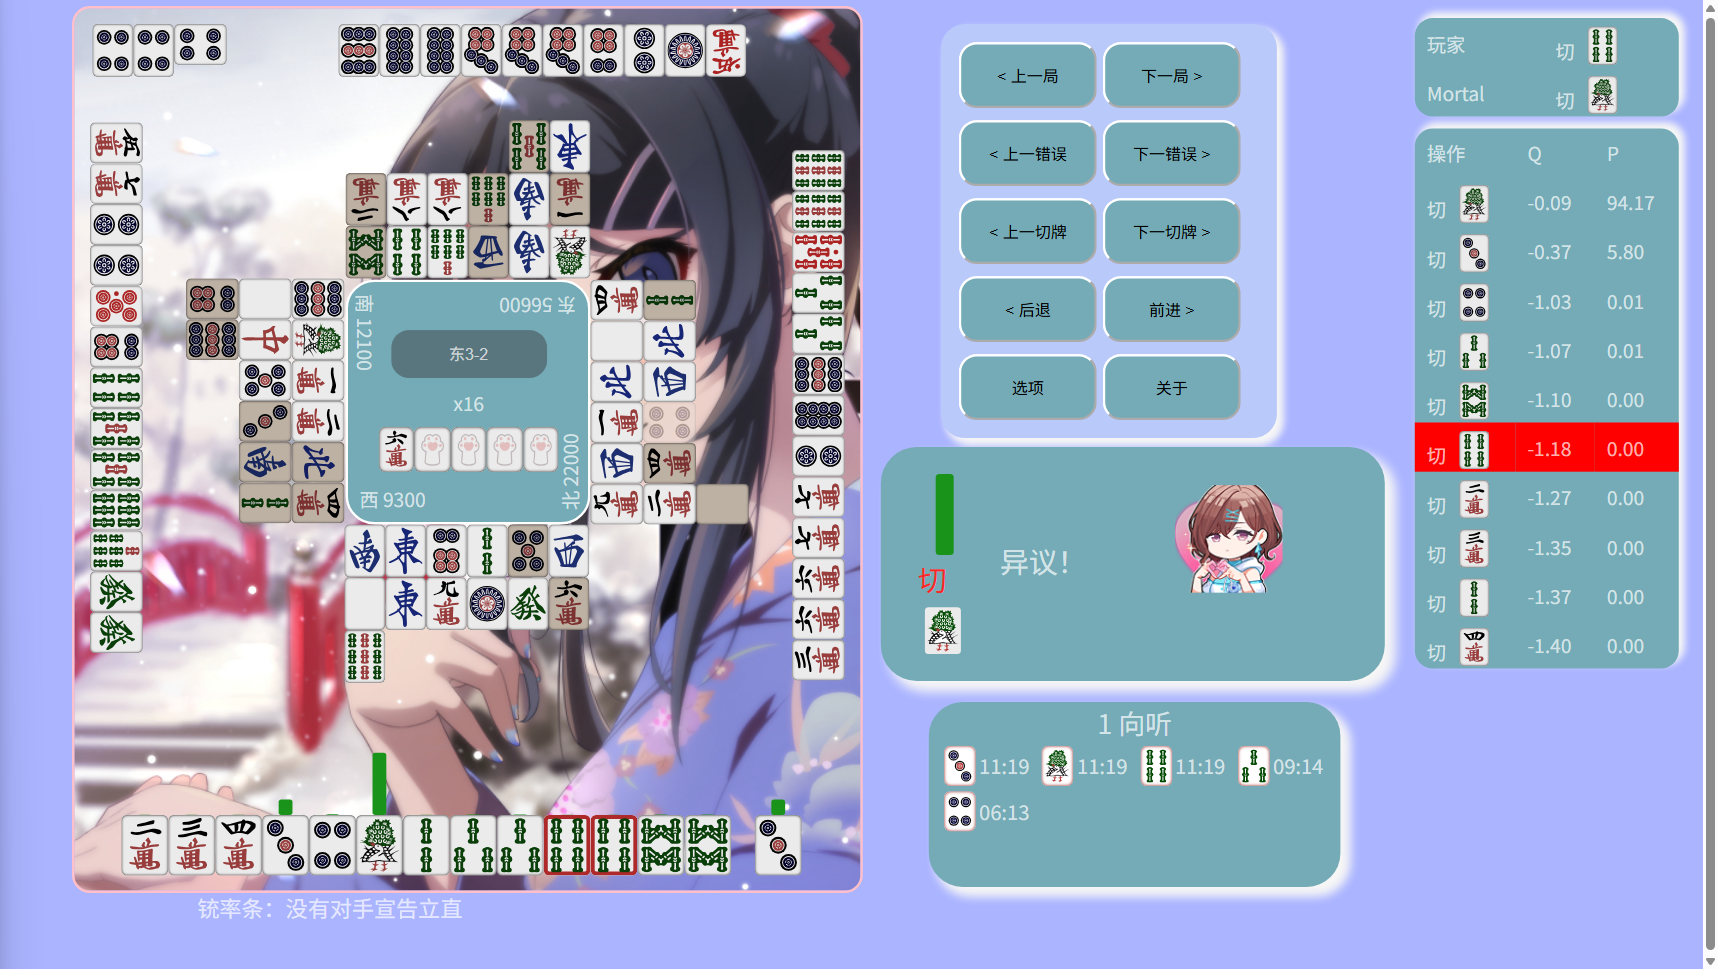 南 12100
东 56600
东3-2
x16
西 9300
北 22000
铳率条：没有对手宣告立直
< 上一局
下一局 >
< 上一错误
下一错误 >
< 上一切牌
下一切牌 >
< 后退
前进 >
选项
关于
切
异议！
1 向听
11:19
11:19
11:19
09:14
06:13
玩家 切
Mortal 切
操作 Q P
切 -0.09 94.17
切 -0.37 5.80
切 -1.03 0.01
切 -1.07 0.01
切 -1.10 0.00
切 -1.18 0.00
切 -1.27 0.00
切 -1.35 0.00
切 -1.37 0.00
切 -1.40 0.00